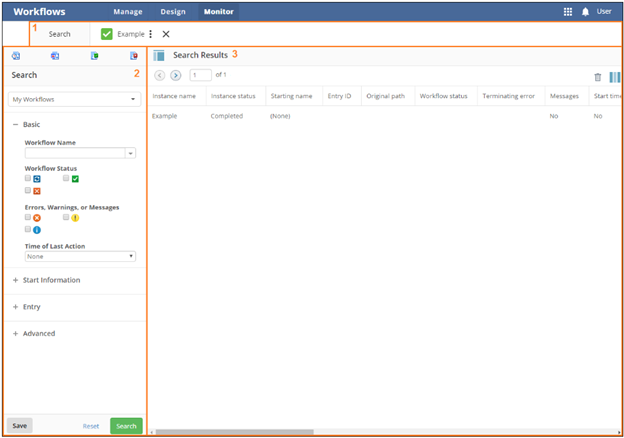 Workflows Manage Design Monitor User
1 Search Example
2
Search
My Workflows
Basic
Workflow Name
Workflow Status
Errors, Warnings, or Messages
Time of Last Action
None
Start Information
Entry
Advanced
Save Reset Search
Search Results 3
1 of 1
Instance name Instance status Starting name Entry ID Original path Workflow status Terminating error Messages Start time
Example Completed (None) No No